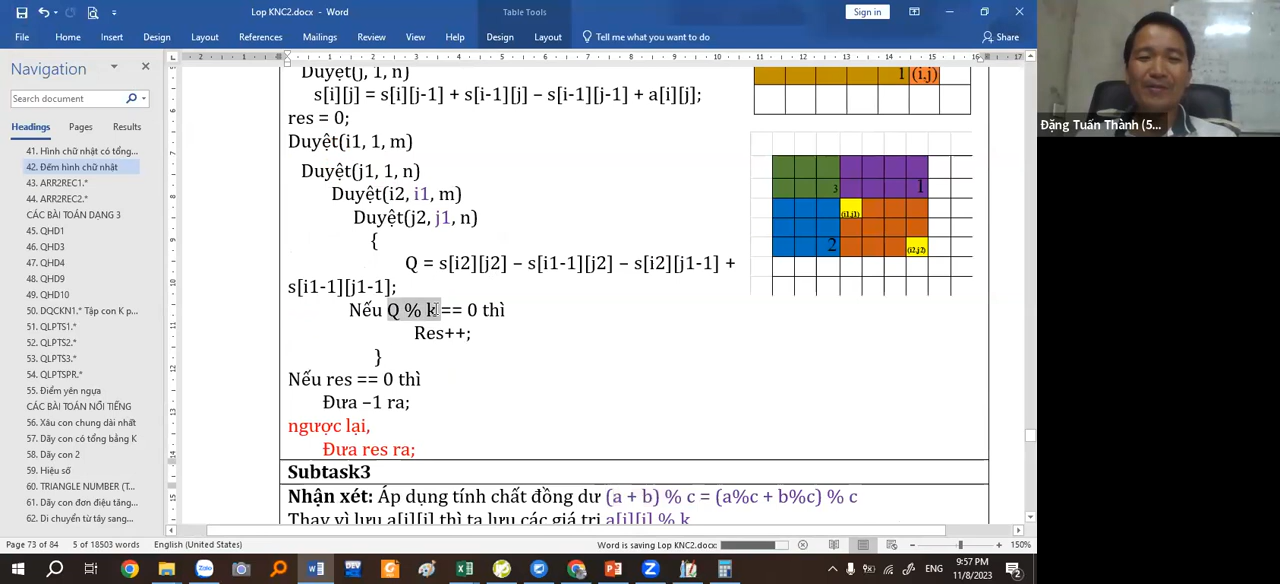 Lop KNC2.docx - Word
Table Tools
Sign in
File
Home
Insert
Design
Layout
References
Mailings
Review
View
Help
Design
Layout
Tell me what you want to do
Share
Navigation
Search document
Headings
Pages
Results
41. Hình chữ nhật có tổng...
42. Đếm hình chữ nhật
43. ARR2REC1.*
44. ARR2REC2.*
CÁC BÀI TOÁN DẠNG 3
45. QHD1
46. QHD3
47. QHD4
48. QHD9
49. QHD10
50. DQCKN1.* Tập con K p...
51. QLPTS1.*
52. QLPTS2.*
53. QLPTS3.*
54. QLPTSPR.*
55. Điểm yên ngựa
CÁC BÀI TOÁN NỔI TIẾNG
56. Xâu con chung dài nhất
57. Dãy con có tổng bằng K
58. Dãy con 2
59. Hiệu số
60. TRIANGLE NUMBER (TA...
61. Dãy con đơn điệu tăng...
62. Di chuyển từ tây sang...
Duyệt(j, 1, n)
s[i][j] = s[i][j-1] + s[i-1][j] – s[i-1][j-1] + a[i][j];
res = 0;
Duyệt(i1, 1, m)
Duyệt(j1, 1, n)
Duyệt(i2, i1, m)
Duyệt(j2, j1, n)
{
Q = s[i2][j2] – s[i1-1][j2] – s[i2][j1-1] +
s[i1-1][j1-1];
Nếu Q % k == 0 thì
Res++;
}
Nếu res == 0 thì
Đưa –1 ra;
ngược lại,
Đưa res ra;
Subtask3
Nhận xét: Áp dụng tính chất đồng dư (a + b) % c = (a%c + b%c) % c
Thay vì lưu a[i][j] thì ta lưu các giá trị a[i][j] % k
1 (i,j)
3
1
(i1,j1)
2
(i2,j2)
Đặng Tuấn Thành (5...
Page 73 of 84
5 of 18503 words
English (United States)
Word is saving Lop KNC2.docx:
150%
ENG
9:57 PM
11/8/2023